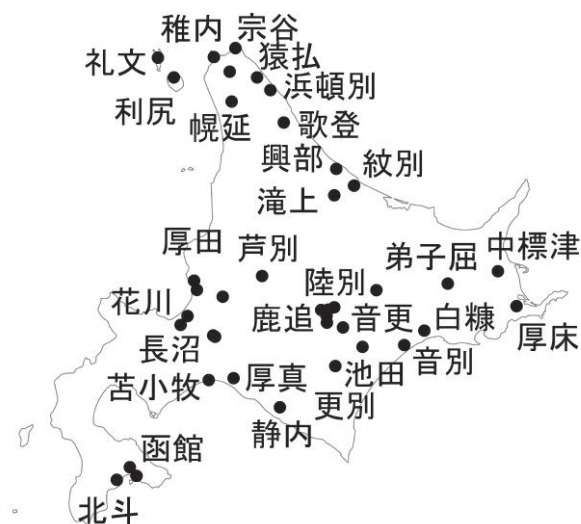 稚内
宗谷
礼文
猿払
利尻
浜頓別
幌延
歌登
興部
紋別
滝上
厚田
芦別
陸別
弟子屈
中標津
花川
鹿追
音更
白糠
厚床
長沼
音別
苫小牧
厚真
池田
更別
静内
函館
北斗